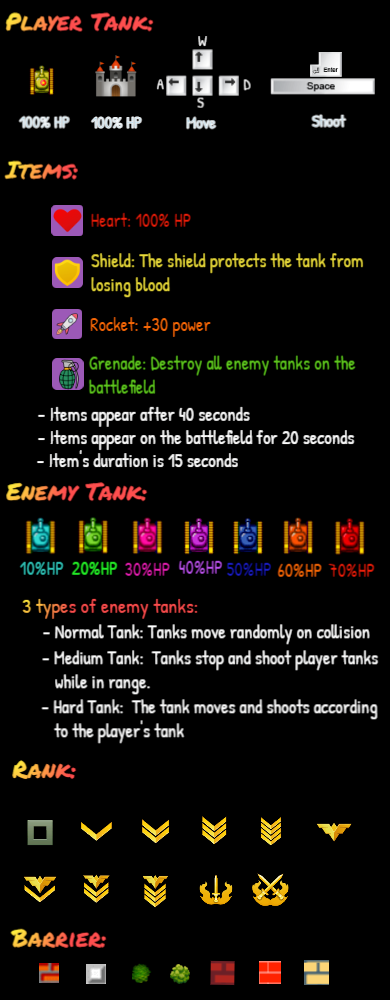 Player Tank:
W
A
D
S
Enter
Space
100% HP
100% HP
Move
Shoot
Items:
Heart: 100% HP
Shield: The shield protects the tank from
losing blood
Rocket: +30 power
Grenade: Destroy all enemy tanks on the
battlefield
- Items appear after 40 seconds
- Items appear on the battlefield for 20 seconds
- Item's duration is 15 seconds
Enemy Tank:
10%HP 20%HP 30%HP 40%HP 50%HP 60%HP 70%HP
3 types of enemy tanks:
- Normal Tank: Tanks move randomly on collision
- Medium Tank: Tanks stop and shoot player tanks
while in range.
- Hard Tank: The tank moves and shoots according
to the player's tank
Rank:
Barrier: